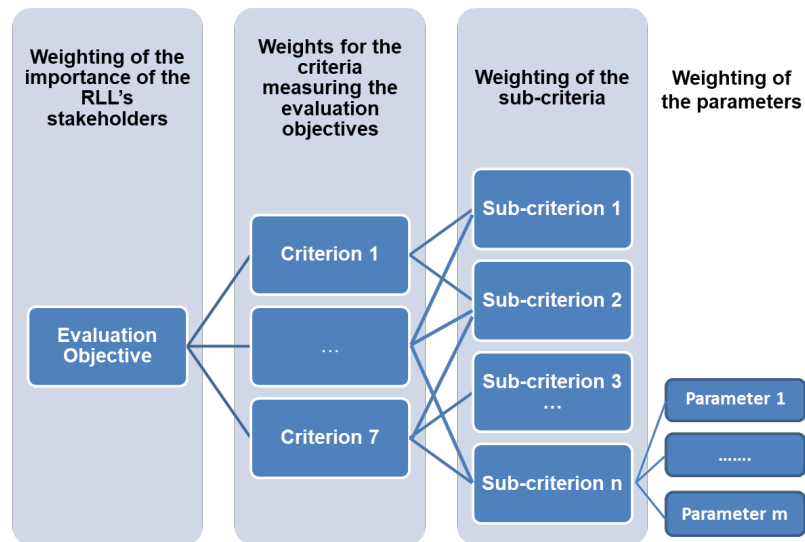 Weighting of the
importance of the
RLL's
stakeholders
Weights for the
criteria
measuring the
evaluation
objectives
Weighting of the
sub-criteria
Weighting of
the parameters
Evaluation
Objective
Criterion 1
...
Criterion 7
Sub-criterion 1
Sub-criterion 2
Sub-criterion 3
...
Sub-criterion n
Parameter 1
.......
Parameter m